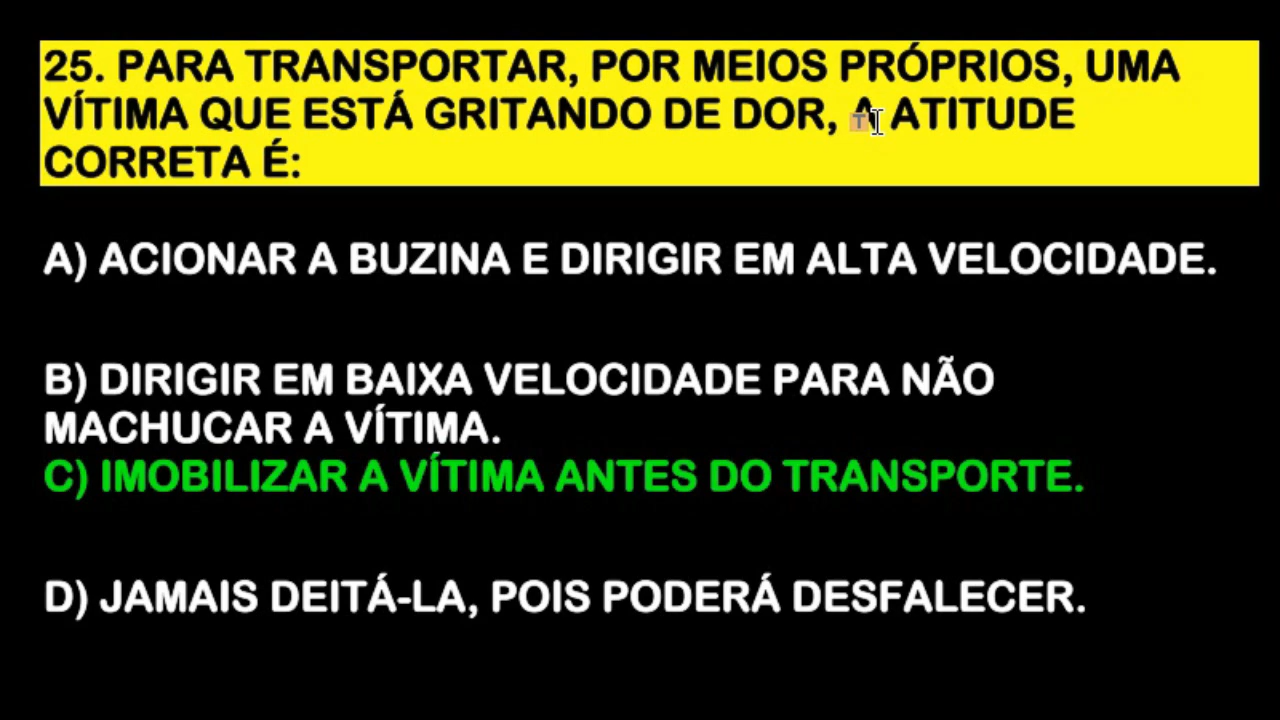 25. PARA TRANSPORTAR, POR MEIOS PRÓPRIOS, UMA
VÍTIMA QUE ESTÁ GRITANDO DE DOR, A ATITUDE
CORRETA É:
A) ACIONAR A BUZINA E DIRIGIR EM ALTA VELOCIDADE.
B) DIRIGIR EM BAIXA VELOCIDADE PARA NÃO
MACHUCAR A VÍTIMA.
C) IMOBILIZAR A VÍTIMA ANTES DO TRANSPORTE.
D) JAMAIS DEITÁ-LA, POIS PODERÁ DESFALECER.